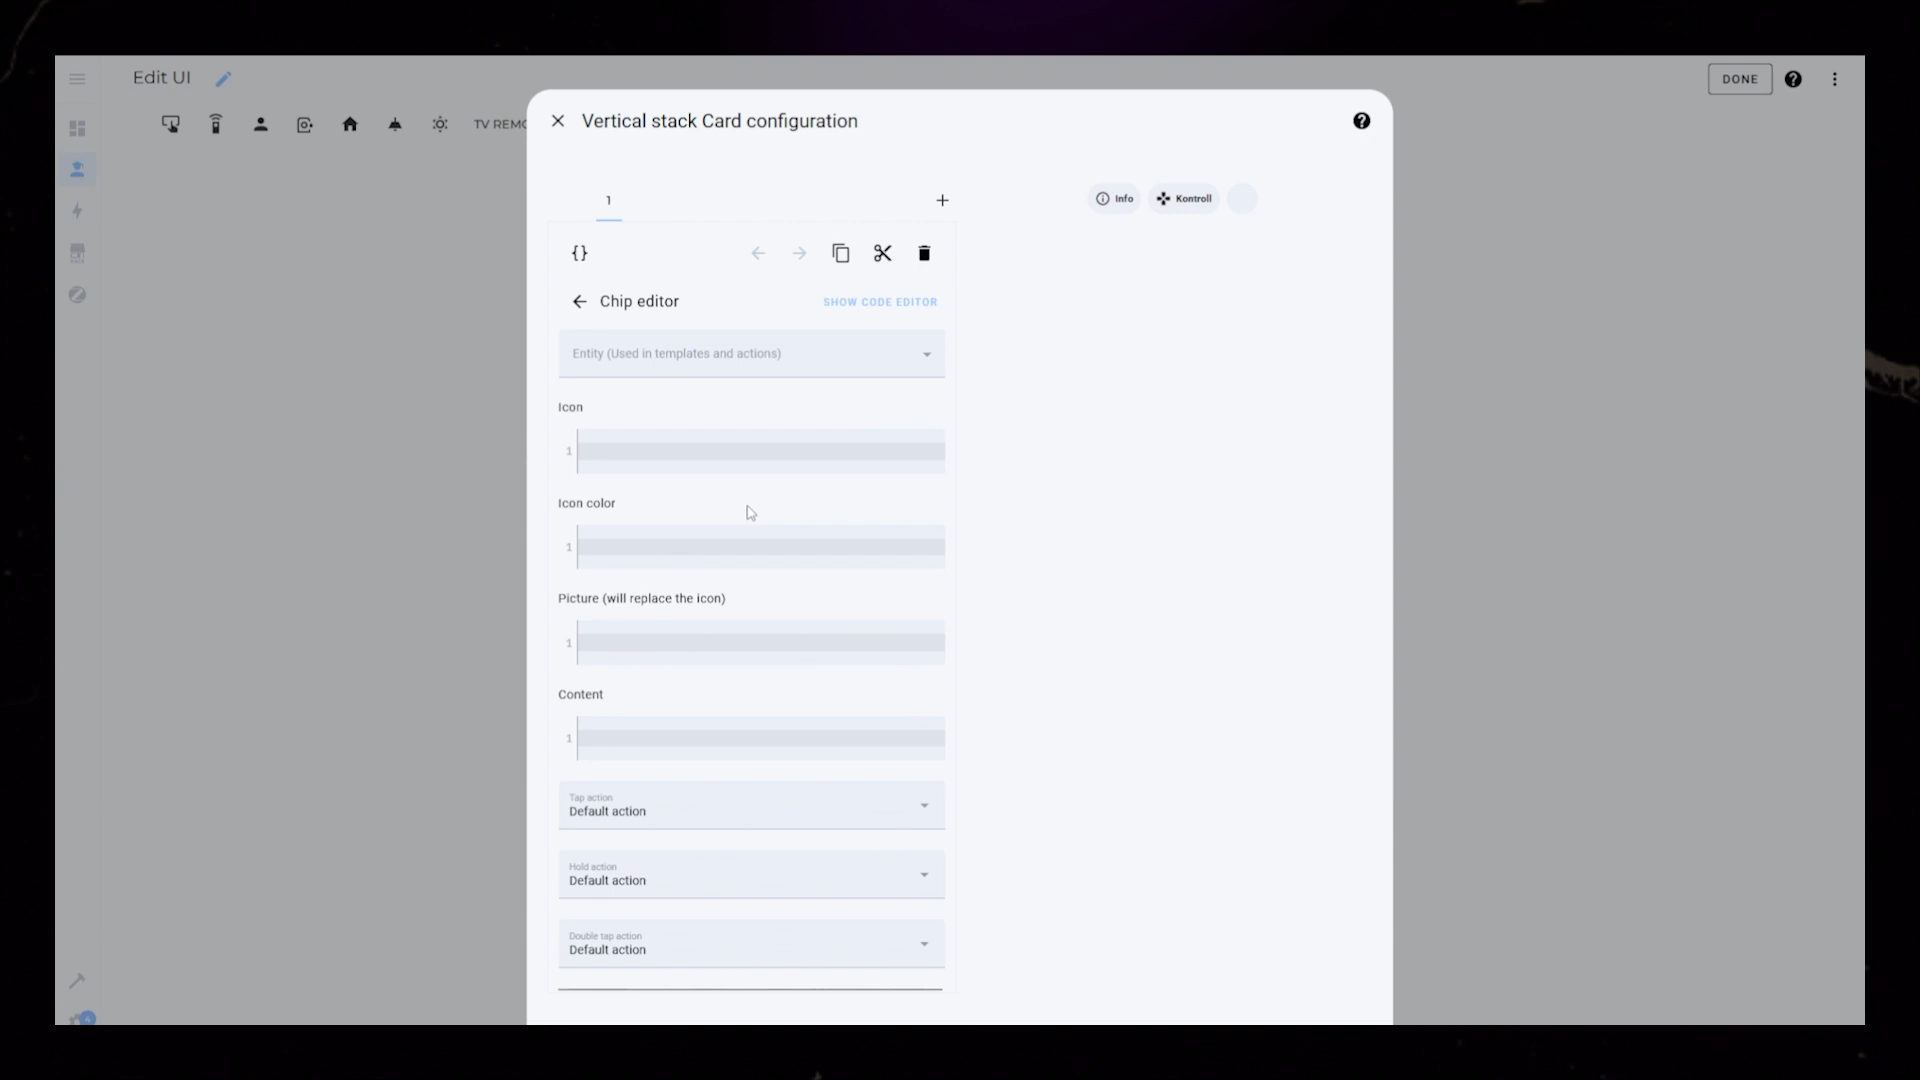 Edit UI
DONE
TV REMO
Vertical stack Card configuration
1
Info
Kontroll
Chip editor
SHOW CODE EDITOR
Entity (Used in templates and actions)
Icon
1
Icon color
1
Picture (will replace the icon)
1
Content
1
Tap action
Default action
Hold action
Default action
Double tap action
Default action